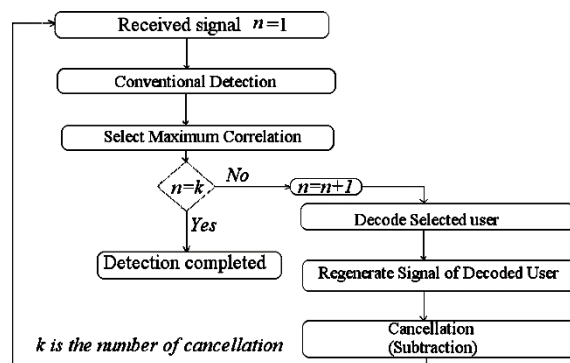 Received signal n=1
Conventional Detection
Select Maximum Correlation
n=k
No
n=n+1
Yes
Decode Selected user
Detection completed
Regenerate Signal of Decoded User
Cancellation
(Subtraction)
k is the number of cancellation